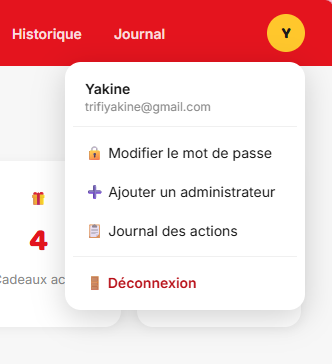 Historique Journal Y
Yakine
trifiyakine@gmail.com
Modifier le mot de passe
Ajouter un administrateur
Journal des actions
4
Cadeaux ac
Déconnexion